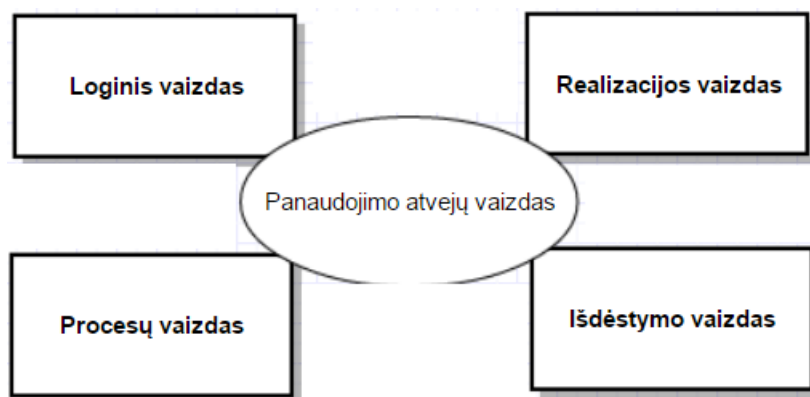 Loginis vaizdas
Realizacijos vaizdas
Panaudojimo atvejų vaizdas
Procesų vaizdas
Išdėstymo vaizdas